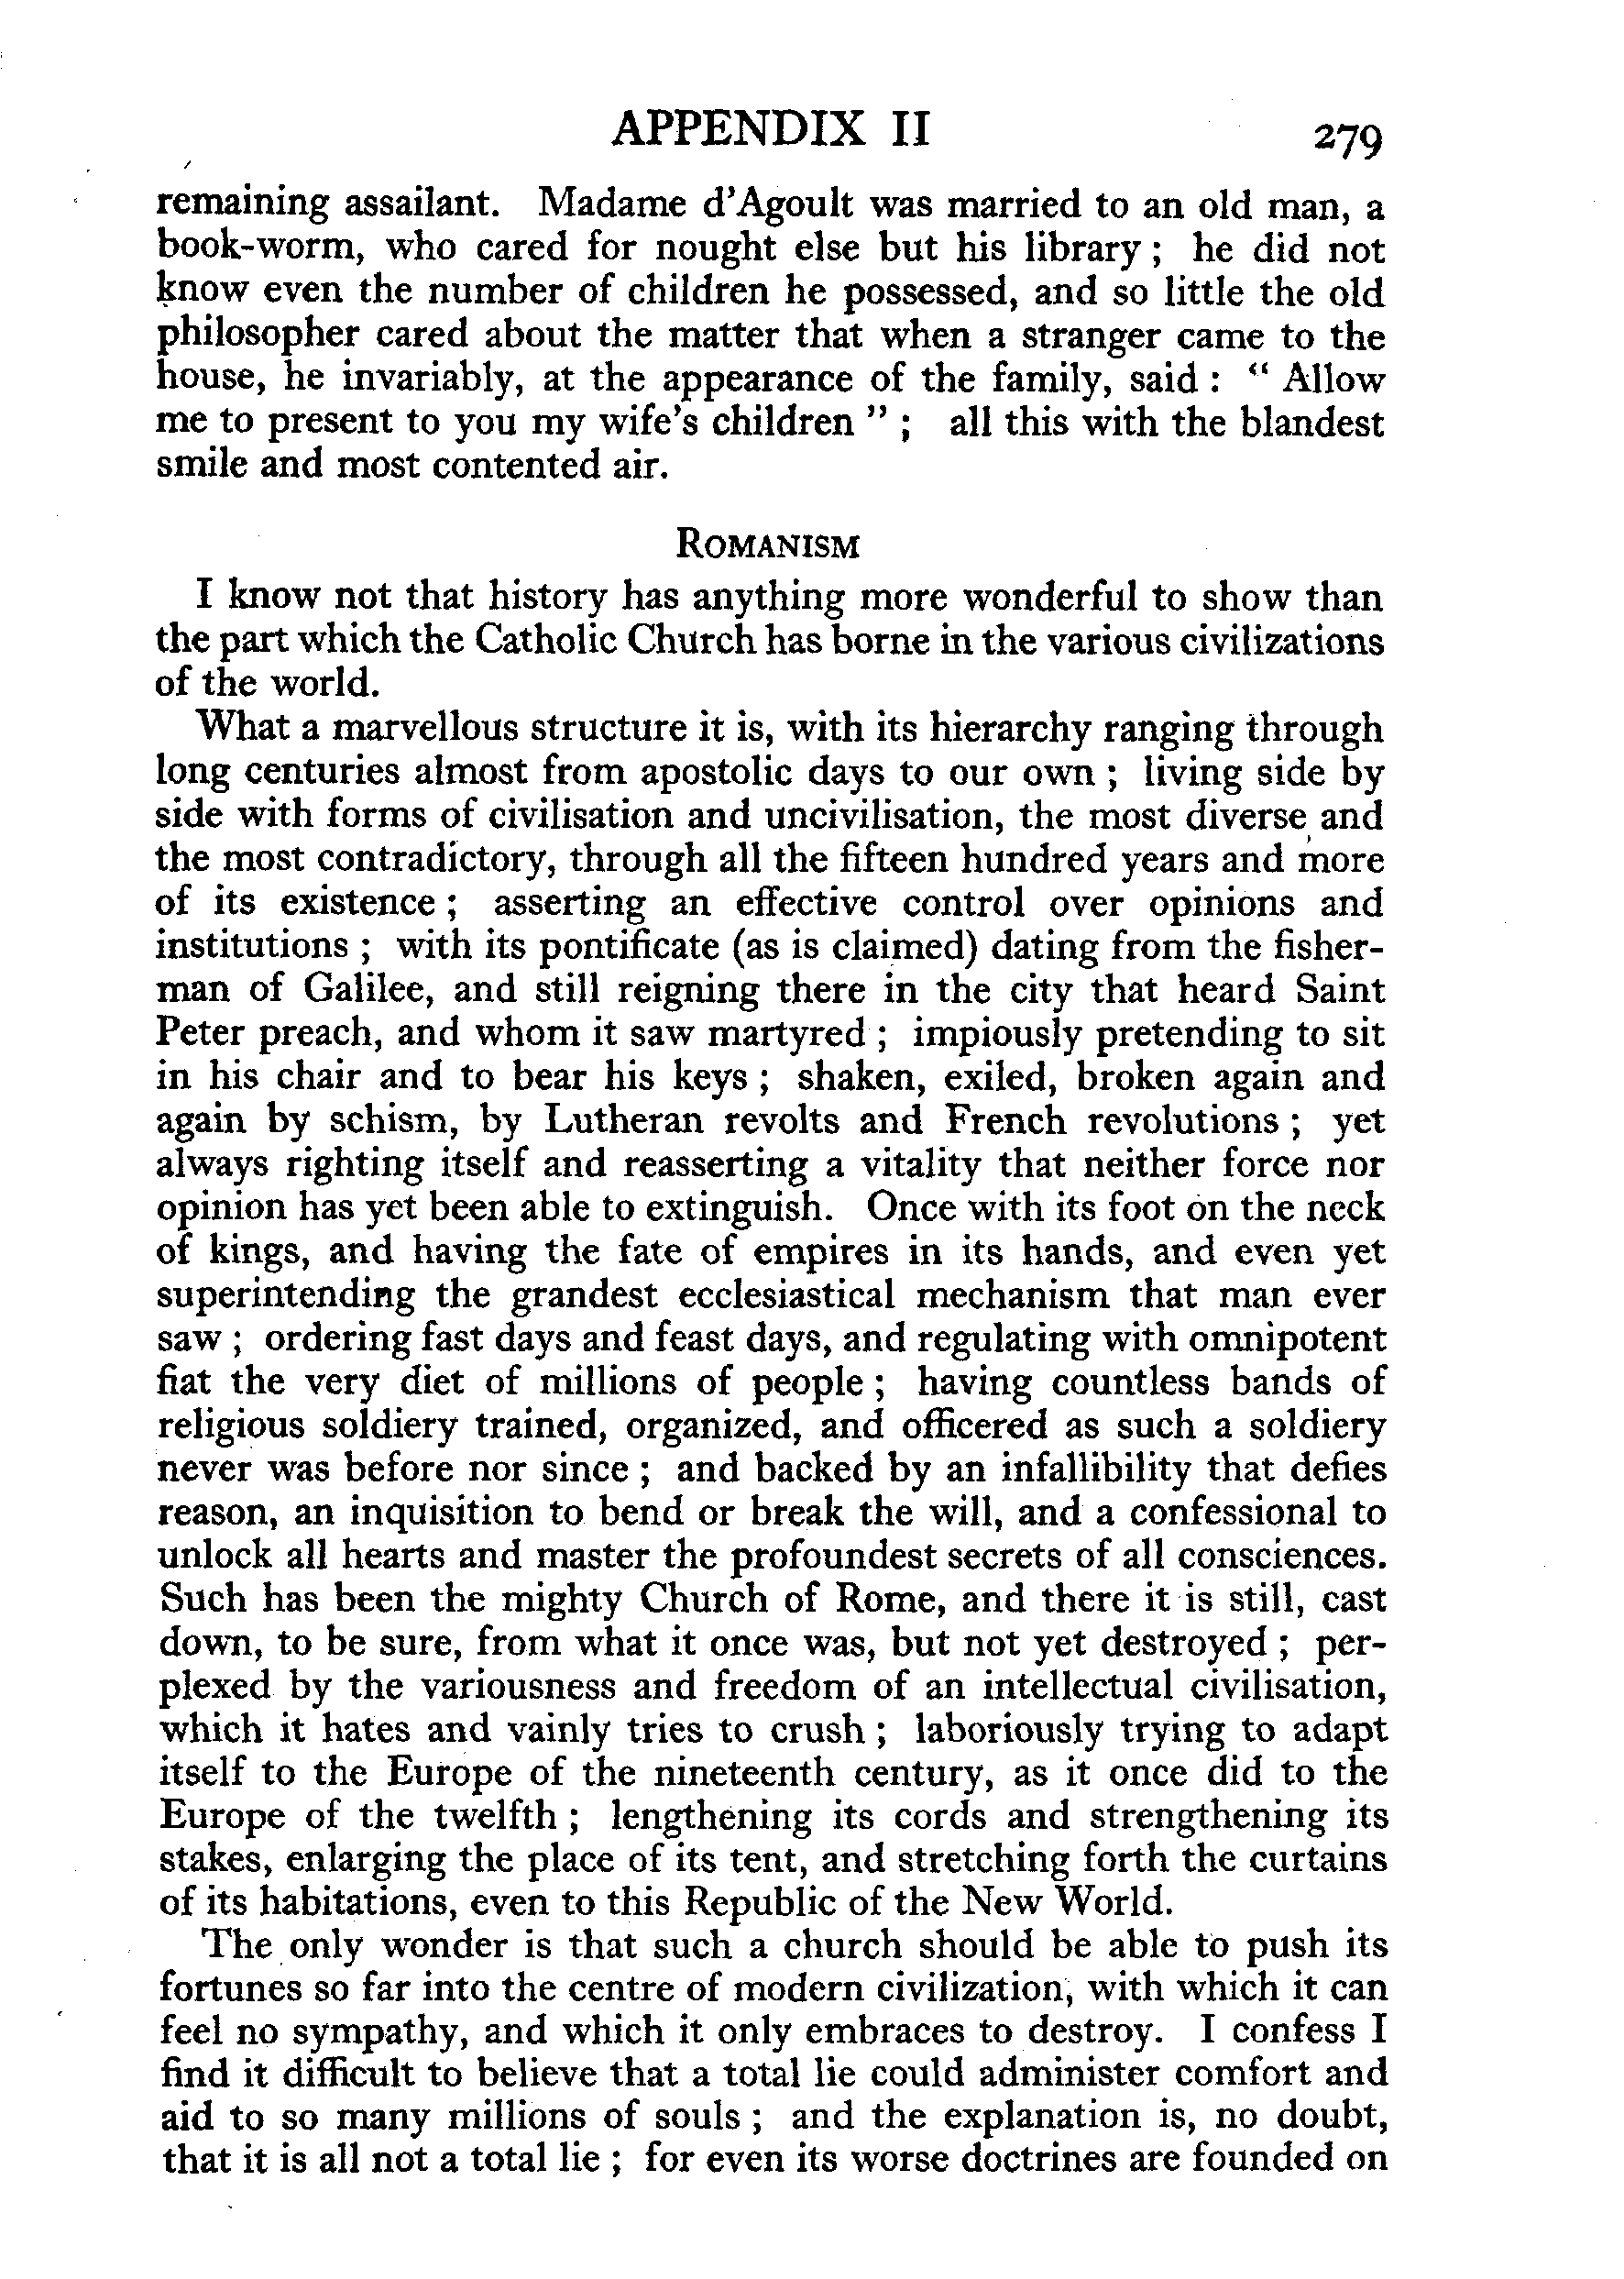 APPENDIX II 279
remaining assailant. Madame d'Agoult was married to an old man, a
book-worm, who cared for nought else but his library ; he did not
know even the number of children he possessed, and so little the old
philosopher cared about the matter that when a stranger came to the
house, he invariably, at the appearance of the family, said : “ Allow
me to present to you my wife's children ” ; all this with the blandest
smile and most contented air.
ROMANISM
I know not that history has anything more wonderful to show than
the part which the Catholic Church has borne in the various civilizations
of the world.
What a marvellous structure it is, with its hierarchy ranging through
long centuries almost from apostolic days to our own ; living side by
side with forms of civilisation and uncivilisation, the most diverse and
the most contradictory, through all the fifteen hundred years and more
of its existence ; asserting an effective control over opinions and
institutions ; with its pontificate (as is claimed) dating from the fisher-
man of Galilee, and still reigning there in the city that heard Saint
Peter preach, and whom it saw martyred ; impiously pretending to sit
in his chair and to bear his keys ; shaken, exiled, broken again and
again by schism, by Lutheran revolts and French revolutions ; yet
always righting itself and reasserting a vitality that neither force nor
opinion has yet been able to extinguish. Once with its foot on the neck
of kings, and having the fate of empires in its hands, and even yet
superintending the grandest ecclesiastical mechanism that man ever
saw ; ordering fast days and feast days, and regulating with omnipotent
fiat the very diet of millions of people ; having countless bands of
religious soldiery trained, organized, and officered as such a soldiery
never was before nor since ; and backed by an infallibility that defies
reason, an inquisition to bend or break the will, and a confessional to
unlock all hearts and master the profoundest secrets of all consciences.
Such has been the mighty Church of Rome, and there it is still, cast
down, to be sure, from what it once was, but not yet destroyed ; per-
plexed by the variousness and freedom of an intellectual civilisation,
which it hates and vainly tries to crush ; laboriously trying to adapt
itself to the Europe of the nineteenth century, as it once did to the
Europe of the twelfth ; lengthening its cords and strengthening its
stakes, enlarging the place of its tent, and stretching forth the curtains
of its habitations, even to this Republic of the New World.
The only wonder is that such a church should be able to push its
fortunes so far into the centre of modern civilization, with which it can
feel no sympathy, and which it only embraces to destroy. I confess I
find it difficult to believe that a total lie could administer comfort and
aid to so many millions of souls ; and the explanation is, no doubt,
that it is all not a total lie ; for even its worse doctrines are founded on